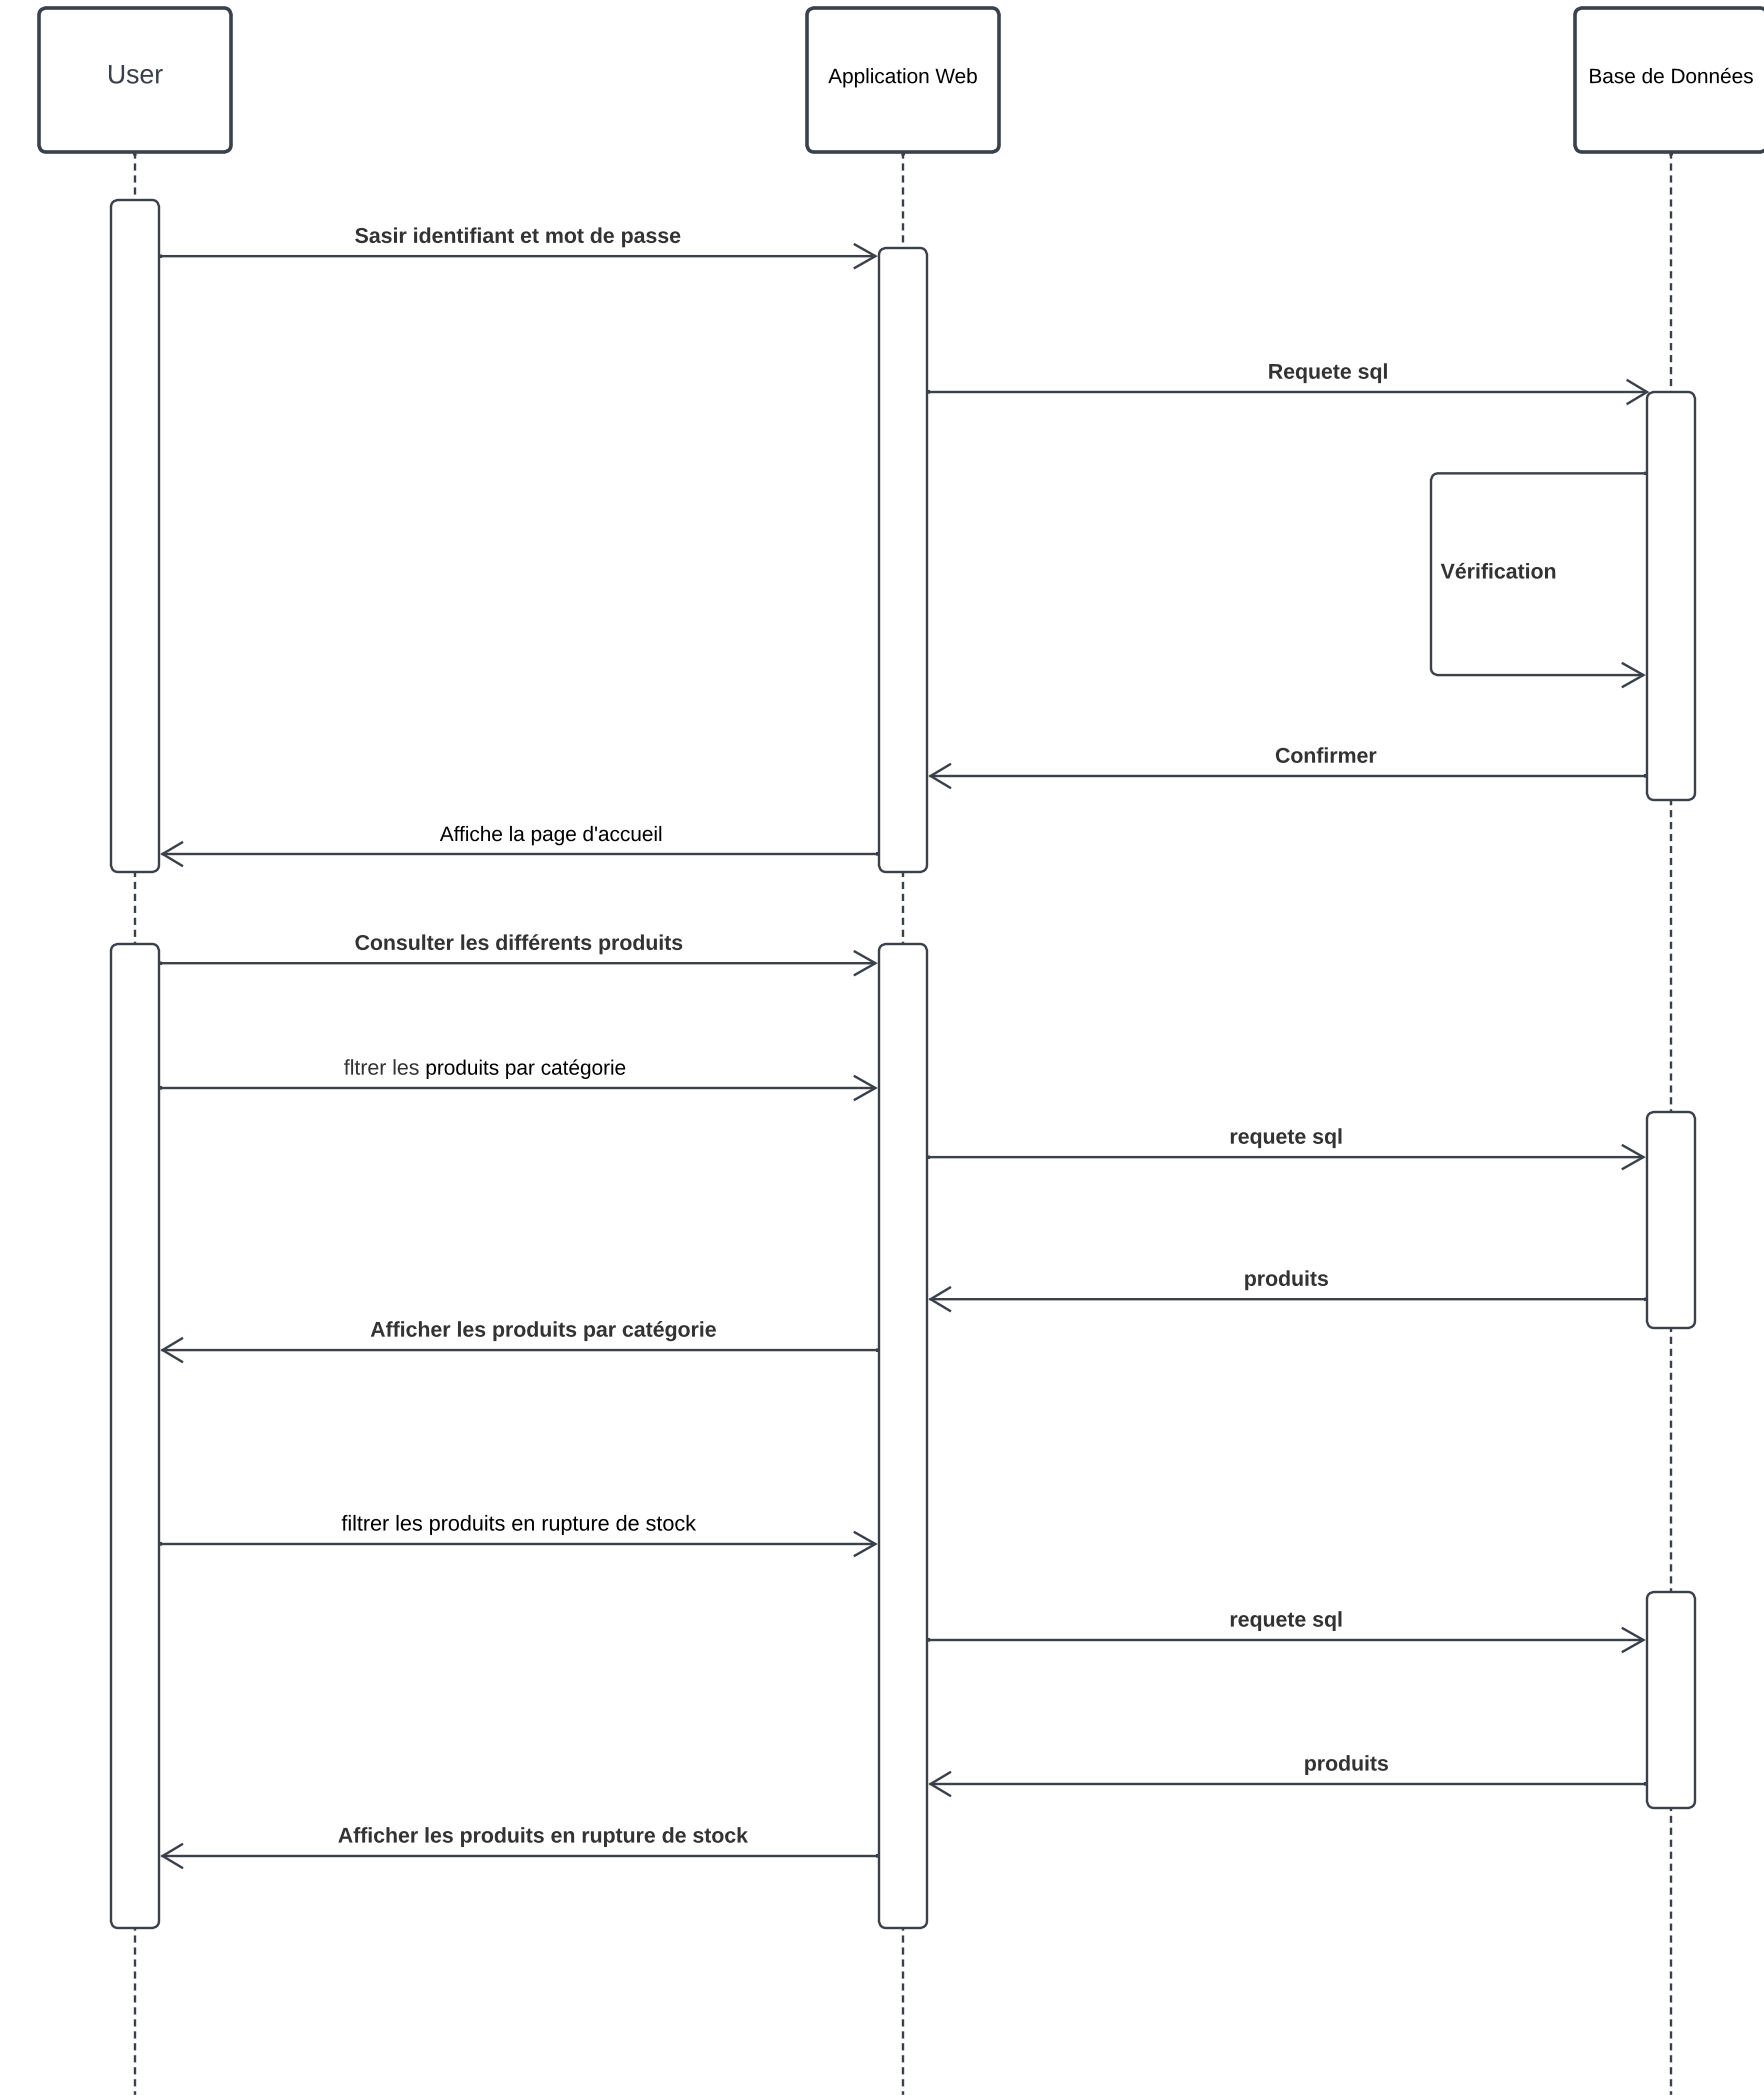 User
Application Web
Base de Données
Sasir identifiant et mot de passe
Requete sql
Vérification
Confirmer
Affiche la page d'accueil
Consulter les différents produits
fltrer les produits par catégorie
requete sql
produits
Afficher les produits par catégorie
filtrer les produits en rupture de stock
requete sql
produits
Afficher les produits en rupture de stock